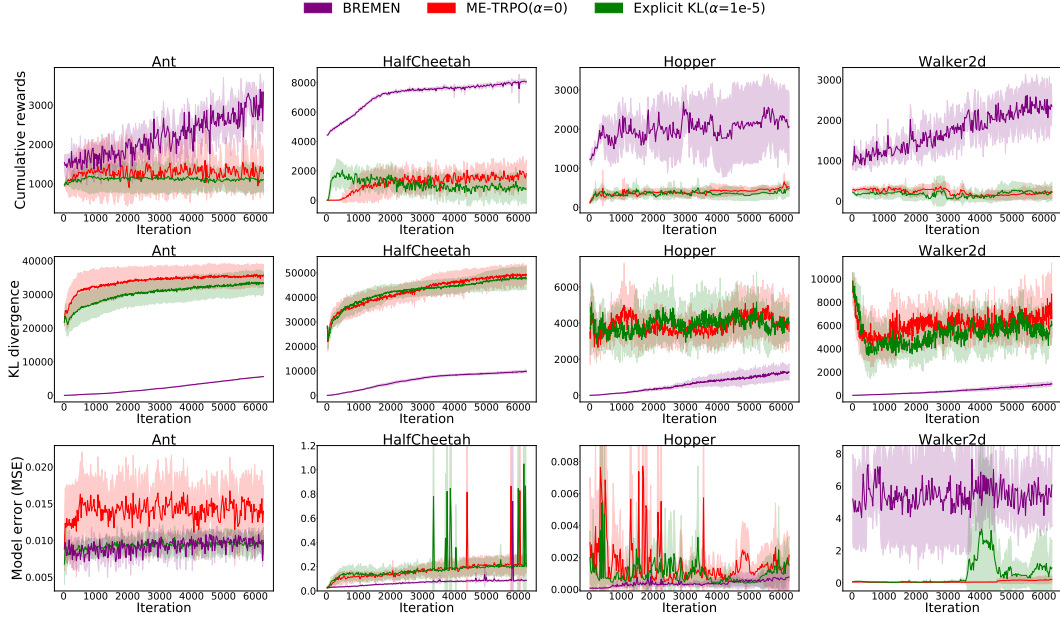 BREMEN ME-TRPO(α=0) Explicit KL(α=1e-5)
Ant HalfCheetah Hopper Walker2d
Cumulative rewards
3000
2000
1000
8000
6000
4000
2000
0
3000
2000
1000
0
3000
2000
1000
0
0 1000 2000 3000 4000 5000 6000
0 1000 2000 3000 4000 5000 6000
0 1000 2000 3000 4000 5000 6000
0 1000 2000 3000 4000 5000 6000
Iteration Iteration Iteration Iteration
Ant HalfCheetah Hopper Walker2d
KL divergence
40000
30000
20000
10000
0
50000
40000
30000
20000
10000
0
6000
4000
2000
0
10000
8000
6000
4000
2000
0
0 1000 2000 3000 4000 5000 6000
0 1000 2000 3000 4000 5000 6000
0 1000 2000 3000 4000 5000 6000
0 1000 2000 3000 4000 5000 6000
Iteration Iteration Iteration Iteration
Ant HalfCheetah Hopper Walker2d
Model error (MSE)
0.020
0.015
0.010
0.005
1.2
1.0
0.8
0.6
0.4
0.2
0.0
0.008
0.006
0.004
0.002
0.000
8
6
4
2
0
0 1000 2000 3000 4000 5000 6000
0 1000 2000 3000 4000 5000 6000
0 1000 2000 3000 4000 5000 6000
0 1000 2000 3000 4000 5000 6000
Iteration Iteration Iteration Iteration